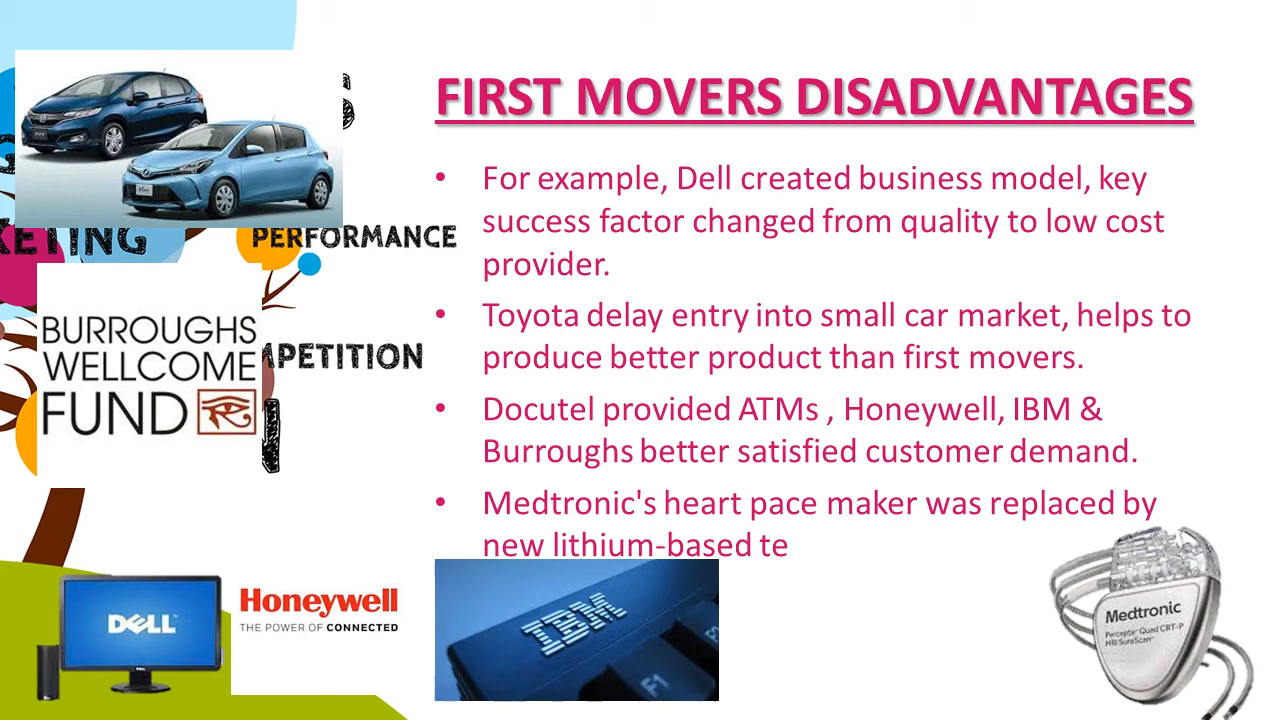 FIRST MOVERS DISADVANTAGES
• For example, Dell created business model, key
success factor changed from quality to low cost
provider.
• Toyota delay entry into small car market, helps to
produce better product than first movers.
• Docutel provided ATMs , Honeywell, IBM &
Burroughs better satisfied customer demand.
• Medtronic's heart pace maker was replaced by
new lithium-based te
KETING
PERFORMANCE
MPETITION
BURROUGHS
WELLCOME
FUND
DELL
Honeywell
THE POWER OF CONNECTED
IBM
F1
Medtronic
Percepta™ Quad CRT-P
MRI SureScan™